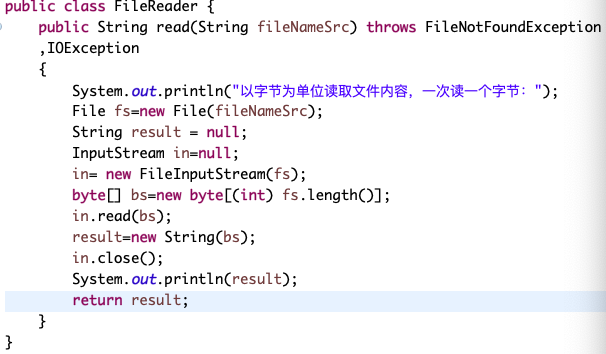 public class FileReader {
    public String read(String fileNameSrc) throws FileNotFoundException
    ,IOException
    {
        System.out.println("以字节为单位读取文件内容，一次读一个字节：");
        File fs=new File(fileNameSrc);
        String result = null;
        InputStream in=null;
        in= new FileInputStream(fs);
        byte[] bs=new byte[(int) fs.length()];
        in.read(bs);
        result=new String(bs);
        in.close();
        System.out.println(result);
        return result;
    }
}